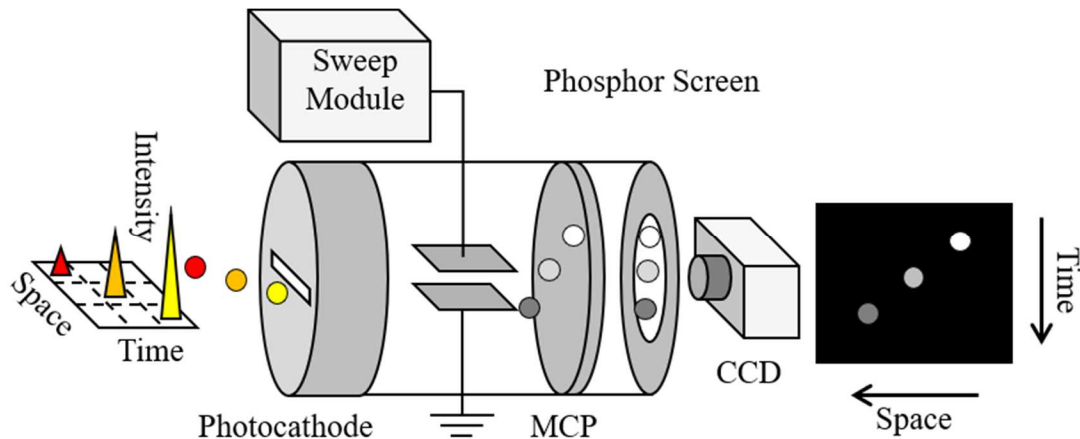 Sweep
Module
Phosphor Screen
Intensity
Space
Time
Photocathode
MCP
CCD
Time
Space